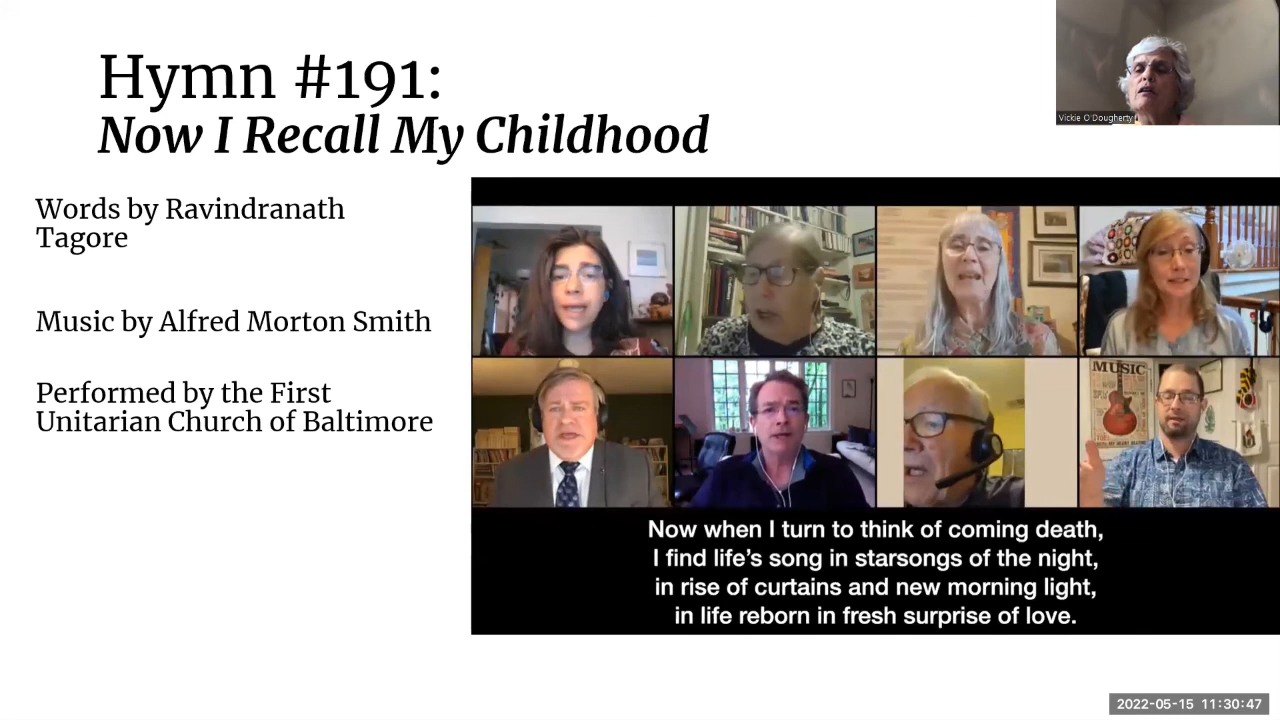 Hymn #191:
Now I Recall My Childhood
Vickie O'Dougherty
Words by Ravindranath
Tagore
Music by Alfred Morton Smith
Performed by the First
Unitarian Church of Baltimore
MUSIC
Now when I turn to think of coming death,
I find life's song in starsongs of the night,
in rise of curtains and new morning light,
in life reborn in fresh surprise of love.
2022-05-15 11:30:47